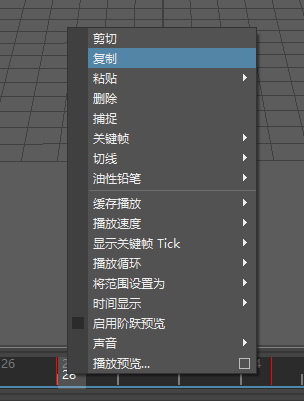 剪切
复制
粘贴
删除
捕捉
关键帧
切线
油性铅笔
缓存播放
播放速度
显示关键帧 Tick
播放循环
将范围设置为
时间显示
启用阶跃预览
声音
播放预览...
26
28